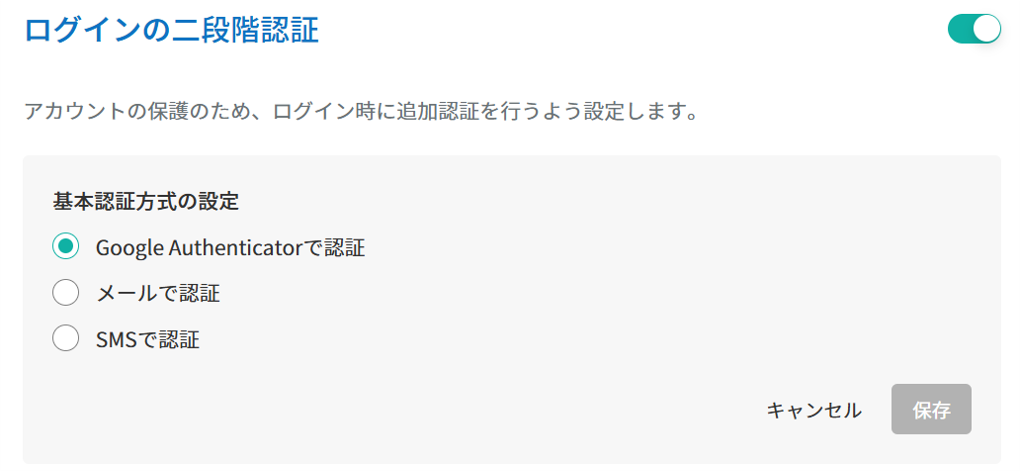 ログインの二段階認証
アカウントの保護のため、ログイン時に追加認証を行うよう設定します。
基本認証方式の設定
Google Authenticatorで認証
メールで認証
SMSで認証
キャンセル 保存